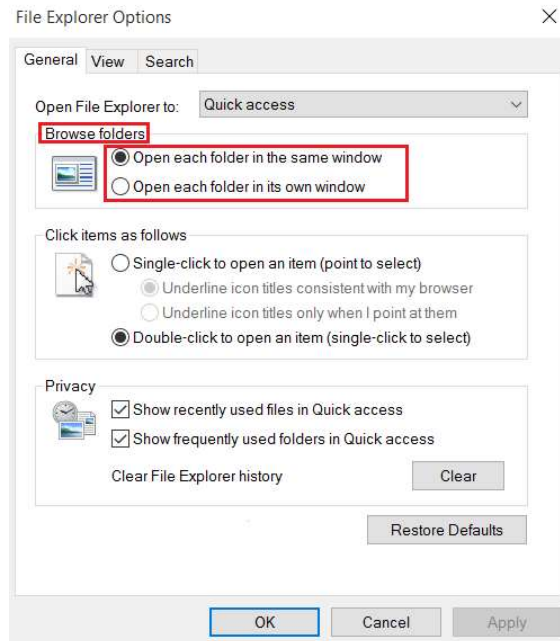 File Explorer Options
General View Search
Open File Explorer to: Quick access
Browse folders
Open each folder in the same window
Open each folder in its own window
Click items as follows
Single-click to open an item (point to select)
Underline icon titles consistent with my browser
Underline icon titles only when I point at them
Double-click to open an item (single-click to select)
Privacy
Show recently used files in Quick access
Show frequently used folders in Quick access
Clear File Explorer history Clear
Restore Defaults
OK Cancel Apply